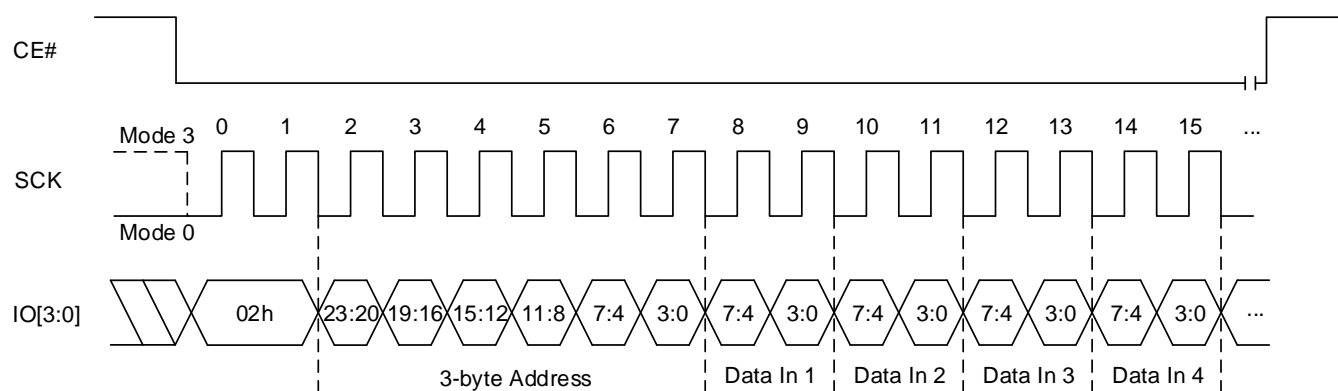 CE#
Mode 3 0 1 2 3 4 5 6 7 8 9 10 11 12 13 14 15 ...
SCK
Mode 0
IO[3:0] 02h 23:20 19:16 15:12 11:8 7:4 3:0 7:4 3:0 7:4 3:0 7:4 3:0 7:4 3:0 ...
3-byte Address Data In 1 Data In 2 Data In 3 Data In 4